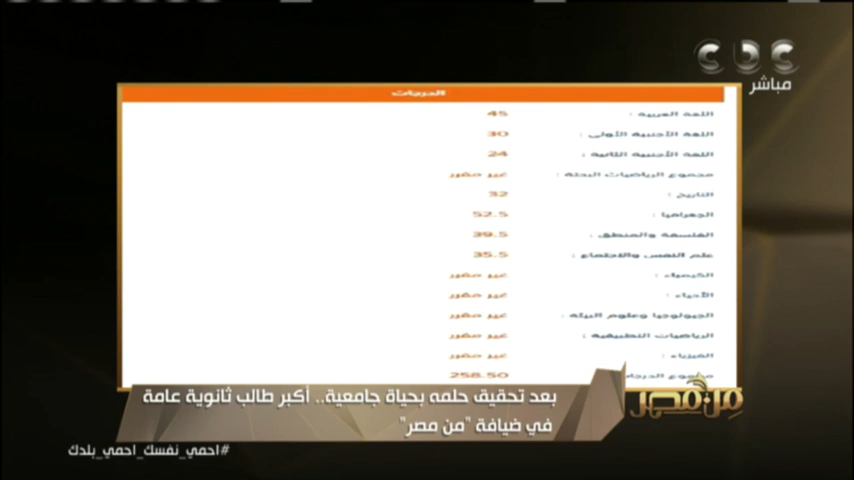 cbc
مباشر
الدرجات
اللغة العربية : 45
اللغة الأجنبية الأولى : 30
اللغة الأجنبية الثانية : 24
مجموع الرياضيات البحتة : غير مقرر
التاريخ : 32
الجغرافيا : 52.5
الفلسفة والمنطق : 39.5
علم النفس والاجتماع : 35.5
الكيمياء : غير مقرر
الأحياء : غير مقرر
الجيولوجيا وعلوم البيئة : غير مقرر
الرياضيات التطبيقية : غير مقرر
الفيزياء : غير مقرر
مجموع الدرجا 258.50
من مصر
بعد تحقيق حلمه بحياة جامعية.. أكبر طالب ثانوية عامة
في ضيافة "من مصر"
#احمي_نفسك_احمي_بلدك